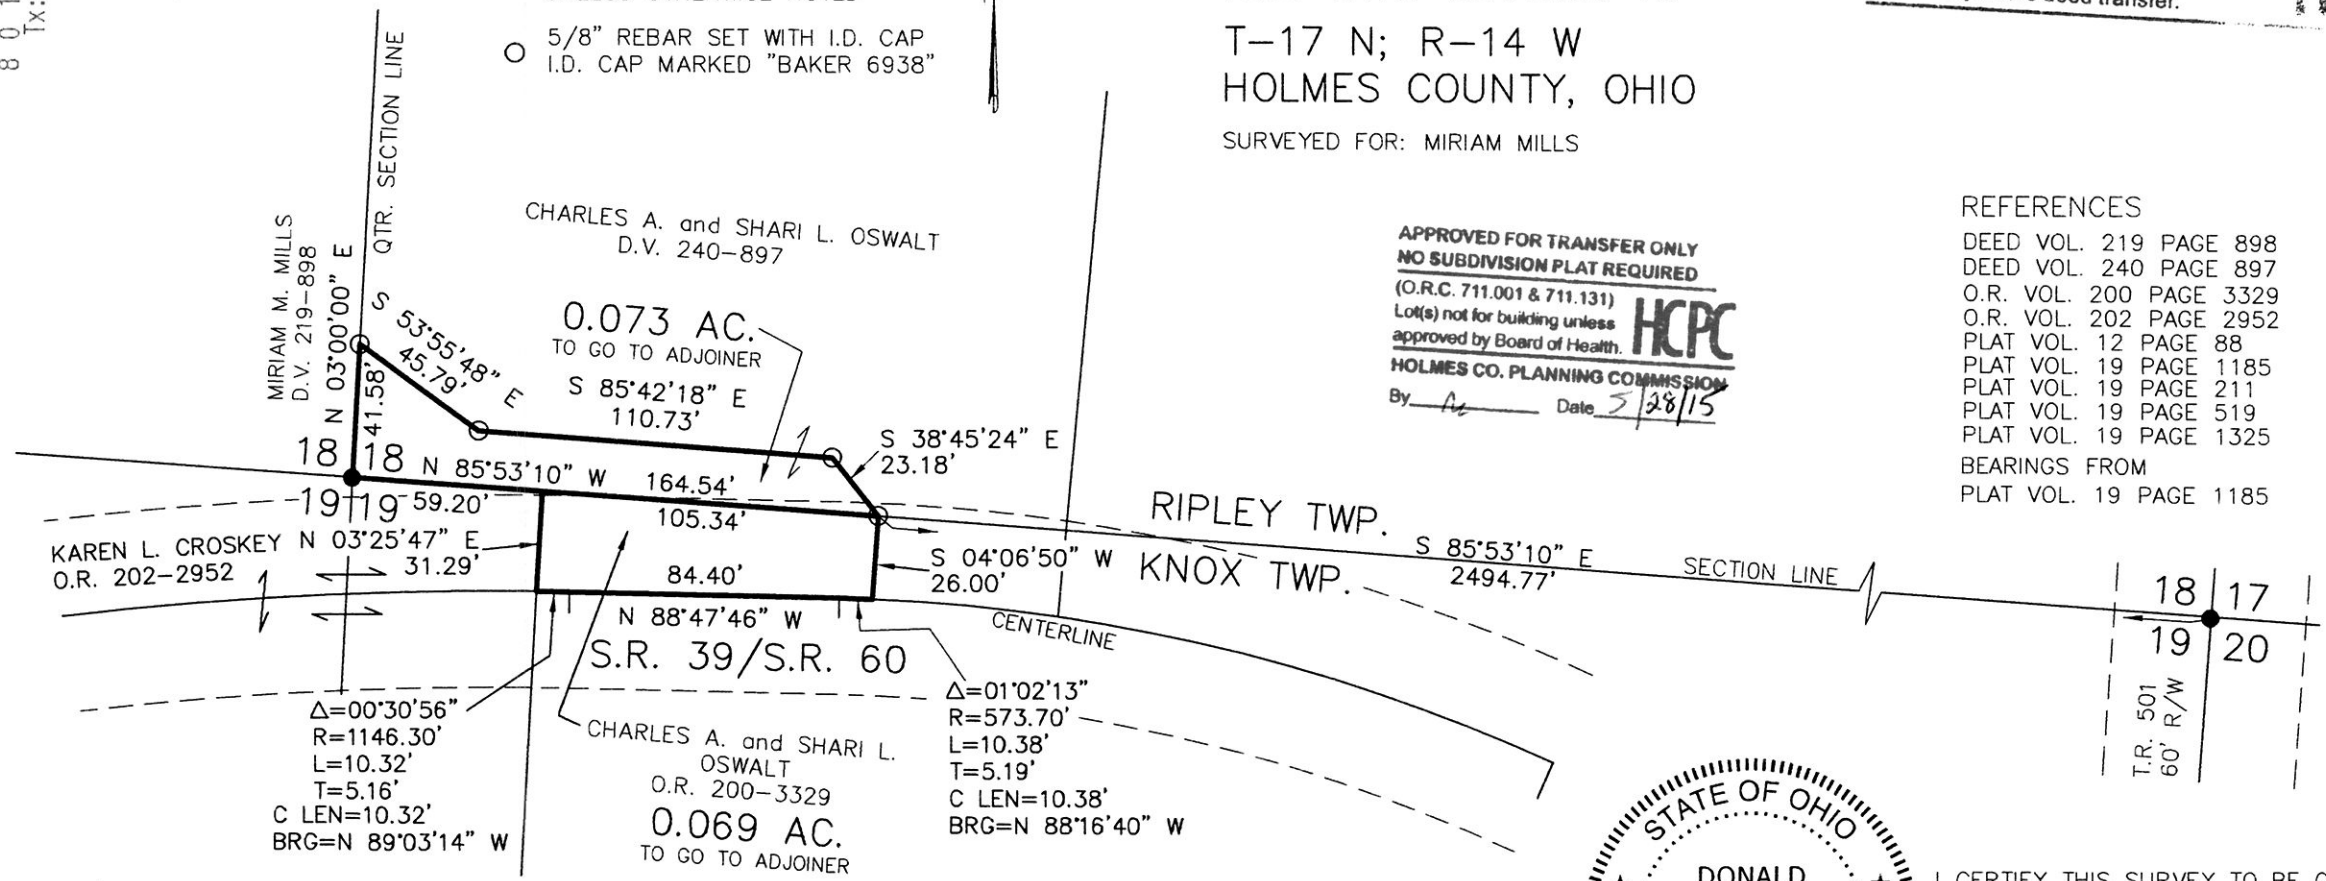 5/8" REBAR SET WITH I.D. CAP
I.D. CAP MARKED "BAKER 6938"
T-17 N; R-14 W
HOLMES COUNTY, OHIO
SURVEYED FOR: MIRIAM MILLS
transfer.
8 0
Tx:
QTR. SECTION LINE
MIRIAM M. MILLS
D.V. 219-898
N 03°00'00" E
41.58'
CHARLES A. and SHARI L. OSWALT
D.V. 240-897
0.073 AC.
TO GO TO ADJOINER
S 53°55'48" E
45.79'
S 85°42'18" E
110.73'
S 38°45'24" E
23.18'
18 18
19 19
N 85°53'10" W 164.54'
59.20'
105.34'
KAREN L. CROSKEY
O.R. 202-2952
N 03°25'47" E
31.29'
84.40'
N 88°47'46" W
S 04°06'50" W
26.00'
S.R. 39/S.R. 60
CENTERLINE
RIPLEY TWP.
KNOX TWP.
S 85°53'10" E
2494.77'
SECTION LINE
18 17
19 20
T.R. 501
60' R/W
Δ=00°30'56"
R=1146.30'
L=10.32'
T=5.16'
C LEN=10.32'
BRG=N 89°03'14" W
CHARLES A. and SHARI L.
OSWALT
O.R. 200-3329
0.069 AC.
TO GO TO ADJOINER
Δ=01°02'13"
R=573.70'
L=10.38'
T=5.19'
C LEN=10.38'
BRG=N 88°16'40" W
APPROVED FOR TRANSFER ONLY
NO SUBDIVISION PLAT REQUIRED
(O.R.C. 711.001 & 711.131)
Lot(s) not for building unless
approved by Board of Health.
HCPC
HOLMES CO. PLANNING COMMISSION
By Date 5/28/15
REFERENCES
DEED VOL. 219 PAGE 898
DEED VOL. 240 PAGE 897
O.R. VOL. 200 PAGE 3329
O.R. VOL. 202 PAGE 2952
PLAT VOL. 12 PAGE 88
PLAT VOL. 19 PAGE 1185
PLAT VOL. 19 PAGE 211
PLAT VOL. 19 PAGE 519
PLAT VOL. 19 PAGE 1325
BEARINGS FROM
PLAT VOL. 19 PAGE 1185
STATE OF OHIO
DONALD
I CERTIFY THIS SURVEY TO BE